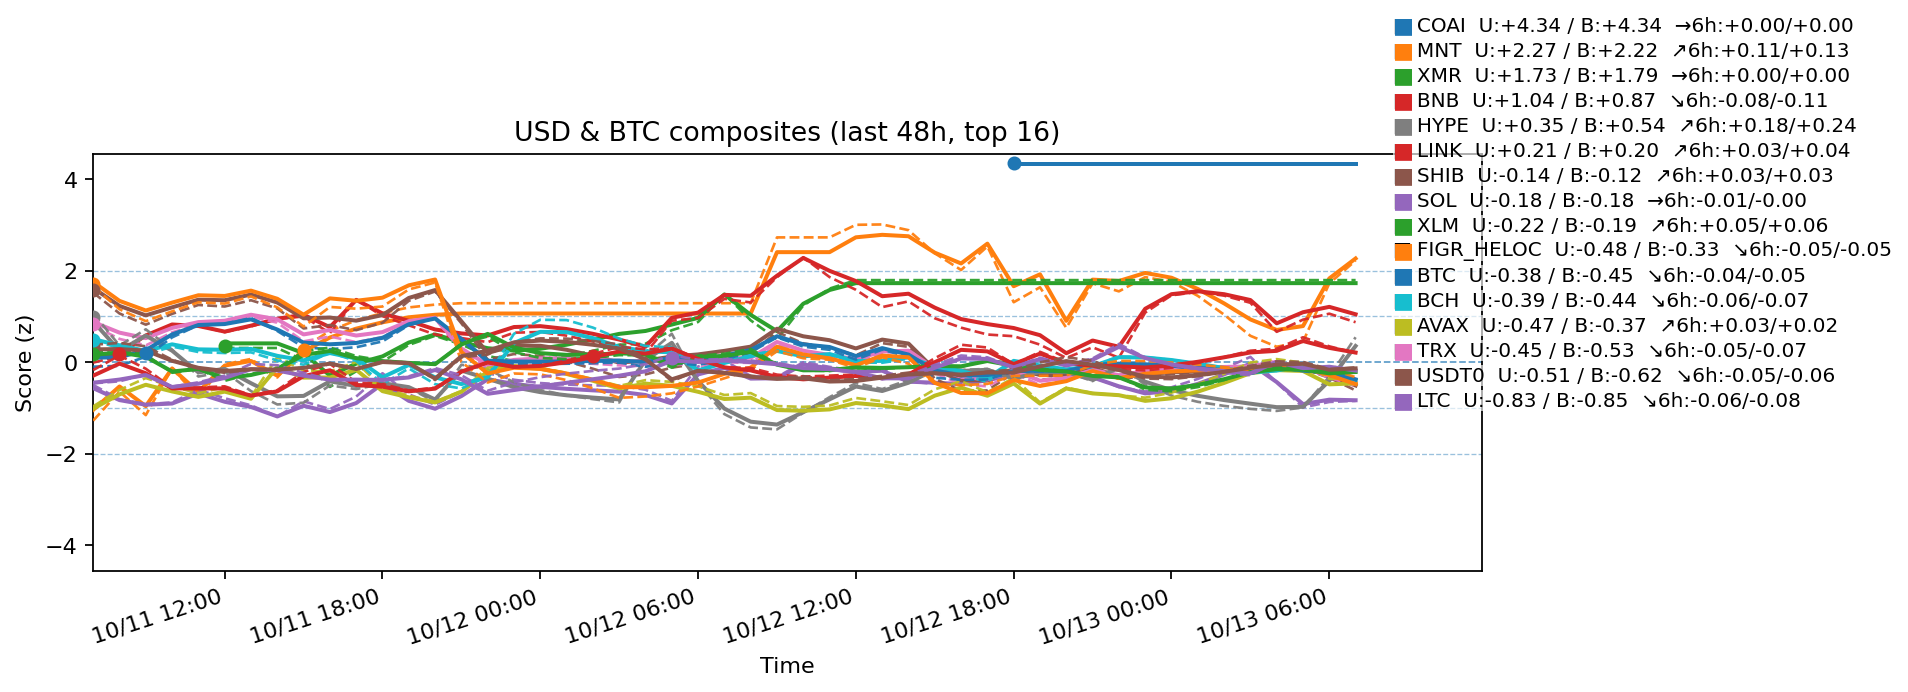 COAI  U:+4.34 / B:+4.34  →6h:+0.00/+0.00
MNT  U:+2.27 / B:+2.22  ↗6h:+0.11/+0.13
XMR  U:+1.73 / B:+1.79  →6h:+0.00/+0.00
BNB  U:+1.04 / B:+0.87  ↘6h:-0.08/-0.11
HYPE  U:+0.35 / B:+0.54  ↗6h:+0.18/+0.24
LINK  U:+0.21 / B:+0.20  ↗6h:+0.03/+0.04
SHIB  U:-0.14 / B:-0.12  ↗6h:+0.03/+0.03
SOL  U:-0.18 / B:-0.18  →6h:-0.01/-0.00
XLM  U:-0.22 / B:-0.19  ↗6h:+0.05/+0.06
FIGR_HELOC  U:-0.48 / B:-0.33  ↘6h:-0.05/-0.05
BTC  U:-0.38 / B:-0.45  ↘6h:-0.04/-0.05
BCH  U:-0.39 / B:-0.44  ↘6h:-0.06/-0.07
AVAX  U:-0.47 / B:-0.37  ↗6h:+0.03/+0.02
TRX  U:-0.45 / B:-0.53  ↘6h:-0.05/-0.07
USDT0  U:-0.51 / B:-0.62  ↘6h:-0.05/-0.06
LTC  U:-0.83 / B:-0.85  ↘6h:-0.06/-0.08
USD & BTC composites (last 48h, top 16)
Score (z)
4
2
0
−2
−4
10/11 12:00
10/11 18:00
10/12 00:00
10/12 06:00
10/12 12:00
10/12 18:00
10/13 00:00
10/13 06:00
Time